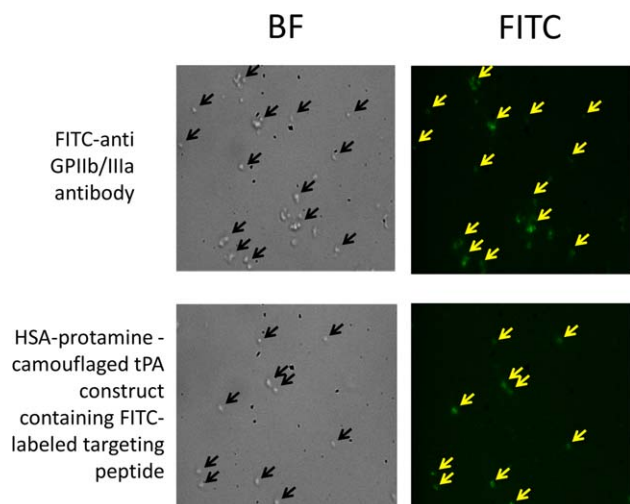 BF
FITC
FITC-anti
GPIIb/IIIa
antibody
HSA-protamine -
camouflaged tPA
construct
containing FITC-
labeled targeting
peptide